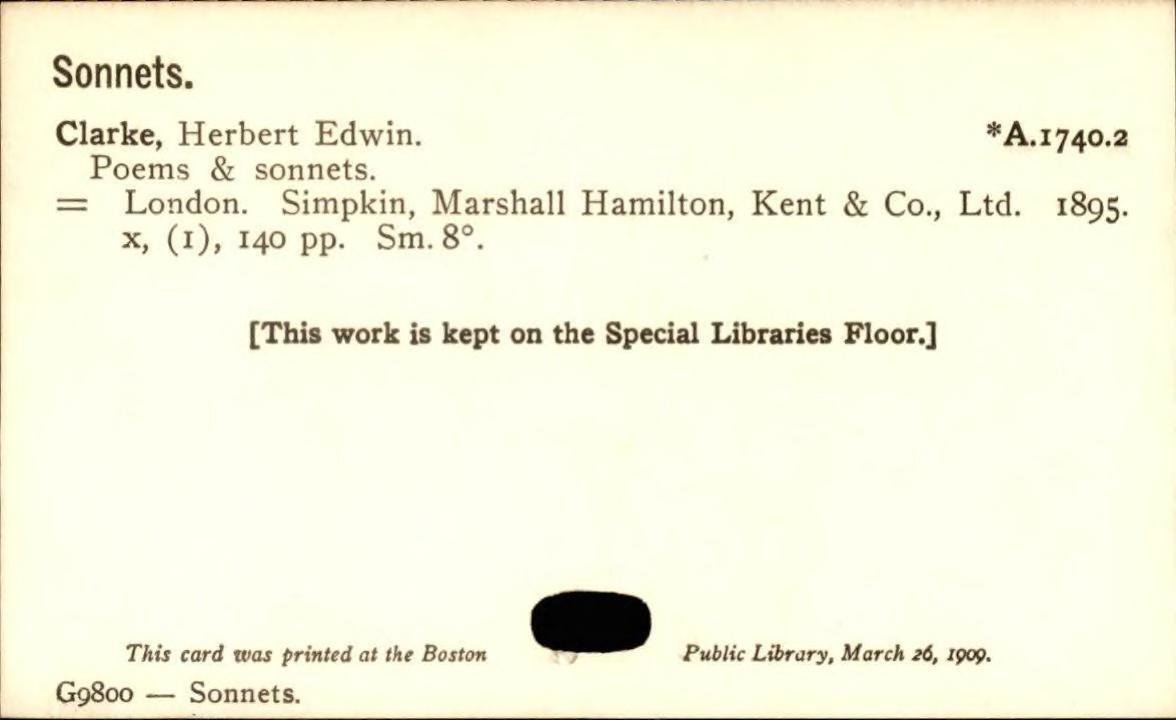 Sonnets.
Clarke, Herbert Edwin. *A.1740.2
Poems & sonnets.
= London. Simpkin, Marshall Hamilton, Kent & Co., Ltd. 1895.
x, (1), 140 pp. Sm. 8°.
[This work is kept on the Special Libraries Floor.]
This card was printed at the Boston Public Library, March 26, 1909.
G9800 — Sonnets.